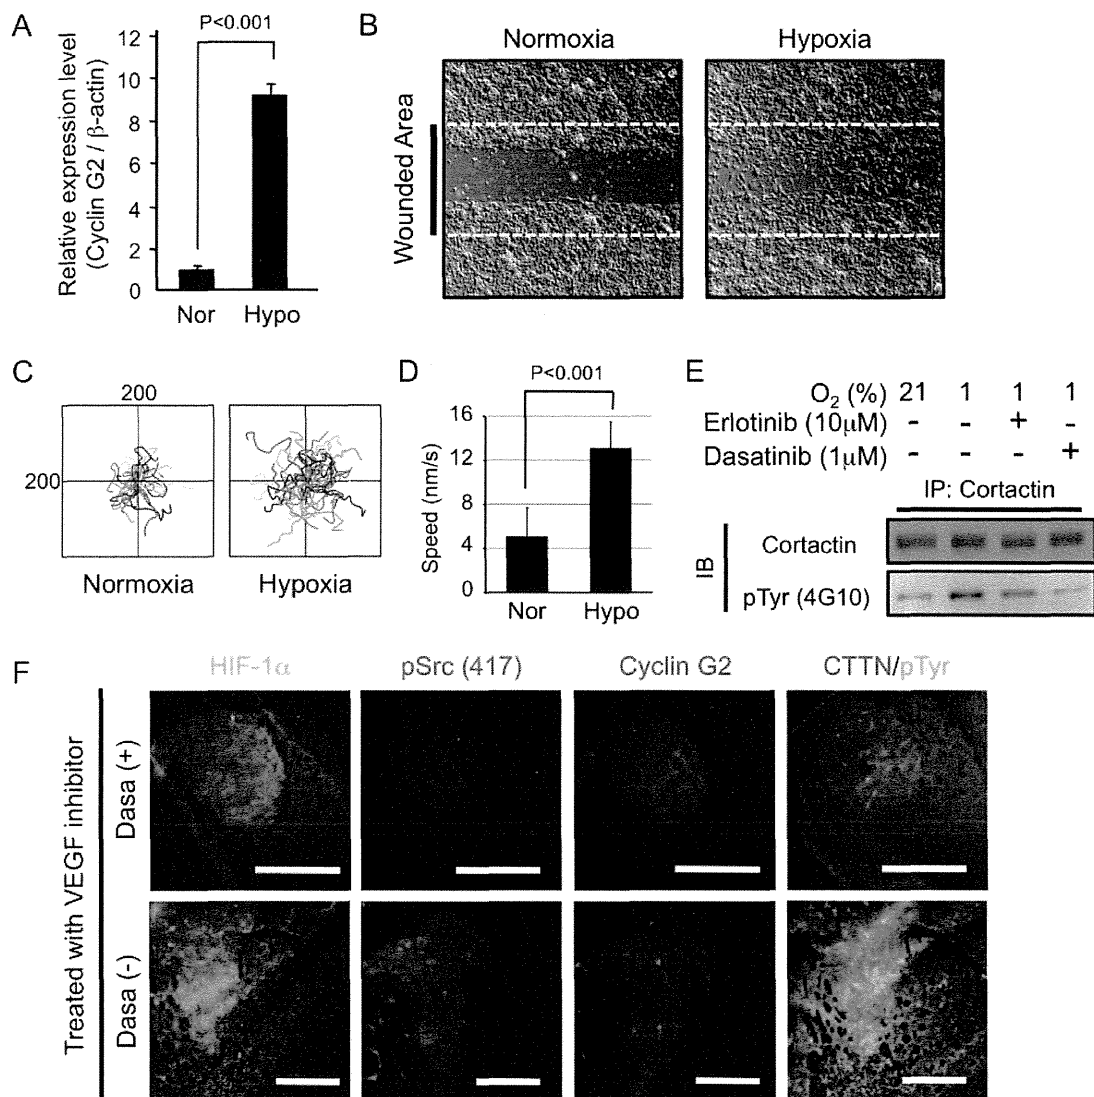 A
P<0.001
Relative expression level
(Cyclin G2 / β-actin)
12
10
8
6
4
2
0
Nor Hypo
B
Normoxia Hypoxia
Wounded Area
C
200
200
Normoxia Hypoxia
D
P<0.001
Speed (nm/s)
16
12
8
4
0
Nor Hypo
E
O₂ (%) 21 1 1 1
Erlotinib (10μM) - - + -
Dasatinib (1μM) - - - +
IP: Cortactin
IB
Cortactin
pTyr (4G10)
F
HIF-1α pSrc (417) Cyclin G2 CTTN/pTyr
Treated with VEGF inhibitor
Dasa (+)
Dasa (-)